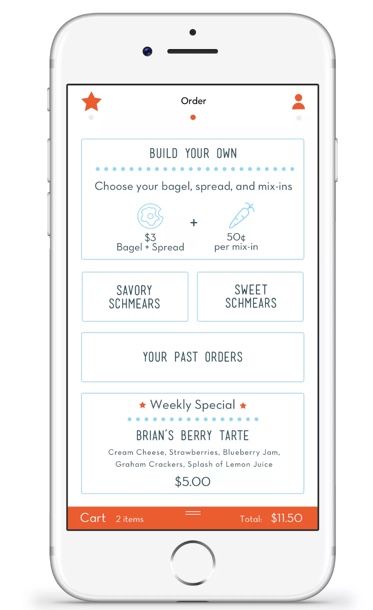 Order
BUILD YOUR OWN
Choose your bagel, spread, and mix-ins
+
$3
Bagel + Spread
50¢
per mix-in
SAVORY
SCHMEARS
SWEET
SCHMEARS
YOUR PAST ORDERS
Weekly Special
BRIAN'S BERRY TARTE
Cream Cheese, Strawberries, Blueberry Jam,
Graham Crackers, Splash of Lemon Juice
$5.00
Cart 2 items Total: $11.50